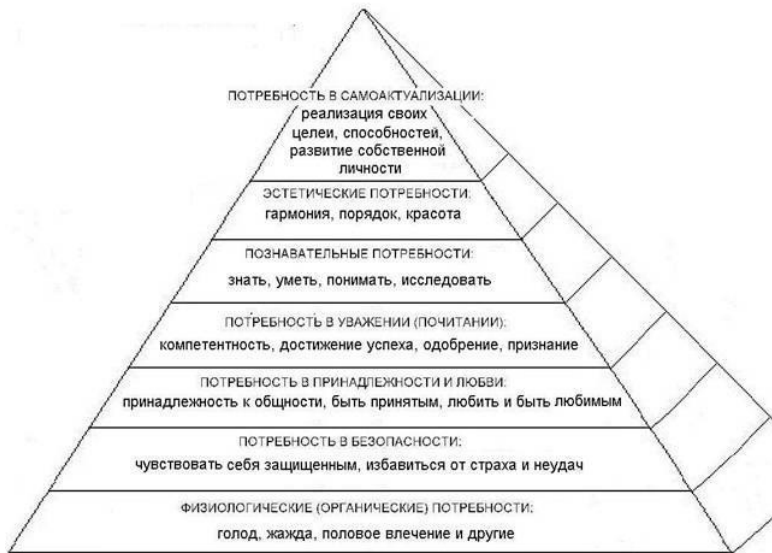 ПОТРЕБНОСТЬ В САМОАКТУАЛИЗАЦИИ:
реализация своих
целеи, способностей,
развитие собственной
личности
ЭСТЕТИЧЕСКИЕ ПОТРЕБНОСТИ:
гармония, порядок, красота
ПОЗНАВАТЕЛЬНЫЕ ПОТРЕБНОСТИ:
знать, уметь, понимать, исследовать
ПОТРЕБНОСТЬ В УВАЖЕНИИ (ПОЧИТАНИИ):
компетентность, достижение успеха, одобрение, признание
ПОТРЕБНОСТЬ В ПРИНАДЛЕЖНОСТИ И ЛЮБВИ:
принадлежность к общности, быть принятым, любить и быть любимым
ПОТРЕБНОСТЬ В БЕЗОПАСНОСТИ:
чувствовать себя защищенным, избавиться от страха и неудач
ФИЗИОЛОГИЧЕСКИЕ (ОРГАНИЧЕСКИЕ) ПОТРЕБНОСТИ:
голод, жажда, половое влечение и другие